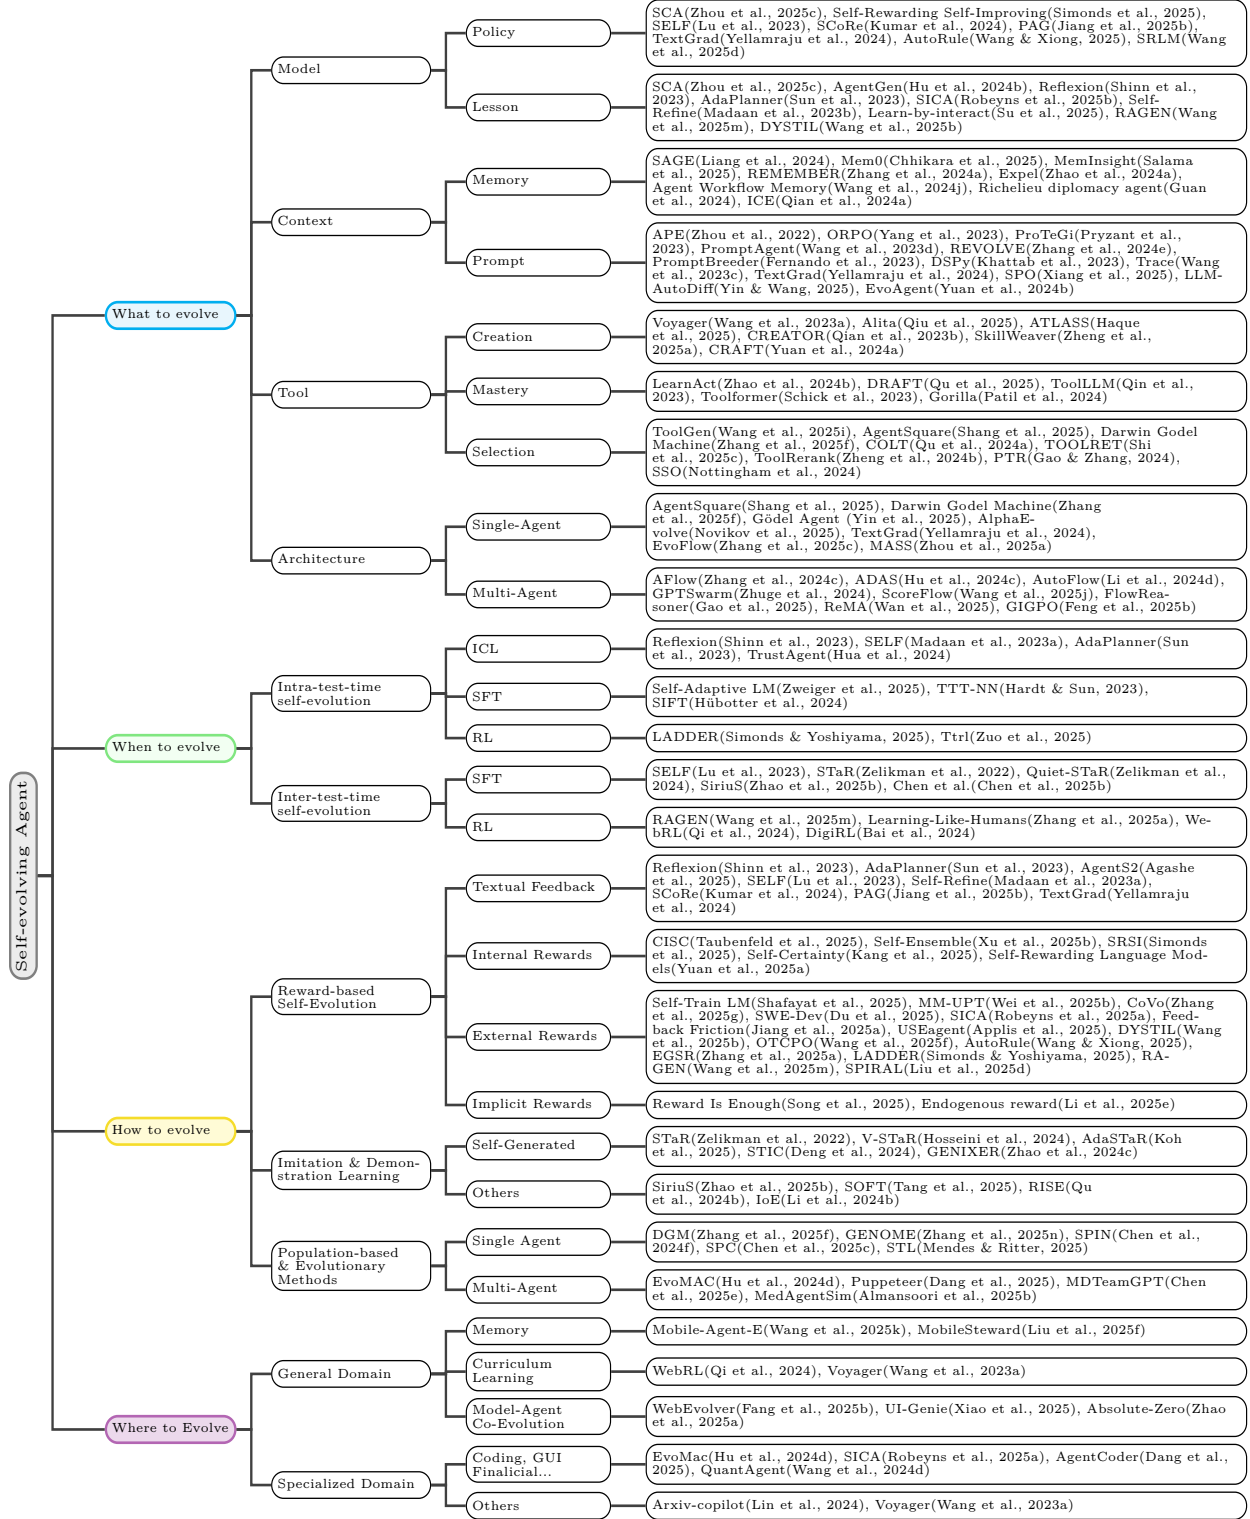 Self-evolving Agent
What to evolve
Model
Policy
SCA(Zhou et al., 2025c), Self-Rewarding Self-Improving(Simonds et al., 2025),
SELF(Lu et al., 2023), SCoRe(Kumar et al., 2024), PAG(Jiang et al., 2025b),
TextGrad(Yellamraju et al., 2024), AutoRule(Wang & Xiong, 2025), SRLM(Wang
et al., 2025d)
Lesson
SCA(Zhou et al., 2025c), AgentGen(Hu et al., 2024b), Reflexion(Shinn et al.,
2023), AdaPlanner(Sun et al., 2023), SICA(Robeyns et al., 2025b), Self-
Refine(Madaan et al., 2023b), Learn-by-interact(Su et al., 2025), RAGEN(Wang
et al., 2025m), DYSTIL(Wang et al., 2025b)
Context
Memory
SAGE(Liang et al., 2024), Mem0(Chhikara et al., 2025), MemInsight(Salama
et al., 2025), REMEMBER(Zhang et al., 2024a), Expel(Zhao et al., 2024a),
Agent Workflow Memory(Wang et al., 2024j), Richelieu diplomacy agent(Guan
et al., 2024), ICE(Qian et al., 2024a)
Prompt
APE(Zhou et al., 2022), ORPO(Yang et al., 2023), ProTeGi(Pryzant et al.,
2023), PromptAgent(Wang et al., 2023d), REVOLVE(Zhang et al., 2024e),
PromptBreeder(Fernando et al., 2023), DSPy(Khattab et al., 2023), Trace(Wang
et al., 2023c), TextGrad(Yellamraju et al., 2024), SPO(Xiang et al., 2025), LLM-
AutoDiff(Yin & Wang, 2025), EvoAgent(Yuan et al., 2024b)
Tool
Creation
Voyager(Wang et al., 2023a), Alita(Qiu et al., 2025), ATLASS(Haque
et al., 2025), CREATOR(Qian et al., 2023b), SkillWeaver(Zheng et al.,
2025a), CRAFT(Yuan et al., 2024a)
Mastery
LearnAct(Zhao et al., 2024b), DRAFT(Qu et al., 2025), ToolLLM(Qin et al.,
2023), Toolformer(Schick et al., 2023), Gorilla(Patil et al., 2024)
Selection
ToolGen(Wang et al., 2025i), AgentSquare(Shang et al., 2025), Darwin Godel
Machine(Zhang et al., 2025f), COLT(Qu et al., 2024a), TOOLRET(Shi
et al., 2025c), ToolRerank(Zheng et al., 2024b), PTR(Gao & Zhang, 2024),
SSO(Nottingham et al., 2024)
Architecture
Single-Agent
AgentSquare(Shang et al., 2025), Darwin Godel Machine(Zhang
et al., 2025f), Gödel Agent (Yin et al., 2025), AlphaE-
volve(Novikov et al., 2025), TextGrad(Yellamraju et al., 2024),
EvoFlow(Zhang et al., 2025c), MASS(Zhou et al., 2025a)
Multi-Agent
AFlow(Zhang et al., 2024c), ADAS(Hu et al., 2024c), AutoFlow(Li et al., 2024d),
GPTSwarm(Zhuge et al., 2024), ScoreFlow(Wang et al., 2025j), FlowRea-
soner(Gao et al., 2025), ReMA(Wan et al., 2025), GIGPO(Feng et al., 2025b)
When to evolve
Intra-test-time
self-evolution
ICL
Reflexion(Shinn et al., 2023), SELF(Madaan et al., 2023a), AdaPlanner(Sun
et al., 2023), TrustAgent(Hua et al., 2024)
SFT
Self-Adaptive LM(Zweiger et al., 2025), TTT-NN(Hardt & Sun, 2023),
SIFT(Hübotter et al., 2024)
RL
LADDER(Simonds & Yoshiyama, 2025), Ttrl(Zuo et al., 2025)
Inter-test-time
self-evolution
SFT
SELF(Lu et al., 2023), STaR(Zelikman et al., 2022), Quiet-STaR(Zelikman et al.,
2024), SiriuS(Zhao et al., 2025b), Chen et al.(Chen et al., 2025b)
RL
RAGEN(Wang et al., 2025m), Learning-Like-Humans(Zhang et al., 2025a), We-
bRL(Qi et al., 2024), DigiRL(Bai et al., 2024)
How to evolve
Reward-based
Self-Evolution
Textual Feedback
Reflexion(Shinn et al., 2023), AdaPlanner(Sun et al., 2023), AgentS2(Agashe
et al., 2025), SELF(Lu et al., 2023), Self-Refine(Madaan et al., 2023a),
SCoRe(Kumar et al., 2024), PAG(Jiang et al., 2025b), TextGrad(Yellamraju
et al., 2024)
Internal Rewards
CISC(Taubenfeld et al., 2025), Self-Ensemble(Xu et al., 2025b), SRSI(Simonds
et al., 2025), Self-Certainty(Kang et al., 2025), Self-Rewarding Language Mod-
els(Yuan et al., 2025a)
External Rewards
Self-Train LM(Shafayat et al., 2025), MM-UPT(Wei et al., 2025b), CoVo(Zhang
et al., 2025g), SWE-Dev(Du et al., 2025), SICA(Robeyns et al., 2025a), Feed-
back Friction(Jiang et al., 2025a), USEagent(Applis et al., 2025), DYSTIL(Wang
et al., 2025b), OTCPO(Wang et al., 2025f), AutoRule(Wang & Xiong, 2025),
EGSR(Zhang et al., 2025a), LADDER(Simonds & Yoshiyama, 2025), RA-
GEN(Wang et al., 2025m), SPIRAL(Liu et al., 2025d)
Implicit Rewards
Reward Is Enough(Song et al., 2025), Endogenous reward(Li et al., 2025e)
Imitation & Demon-
stration Learning
Self-Generated
STaR(Zelikman et al., 2022), V-STaR(Hosseini et al., 2024), AdaSTaR(Koh
et al., 2025), STIC(Deng et al., 2024), GENIXER(Zhao et al., 2024c)
Others
SiriuS(Zhao et al., 2025b), SOFT(Tang et al., 2025), RISE(Qu
et al., 2024b), IoE(Li et al., 2024b)
Population-based
& Evolutionary
Methods
Single Agent
DGM(Zhang et al., 2025f), GENOME(Zhang et al., 2025n), SPIN(Chen et al.,
2024f), SPC(Chen et al., 2025c), STL(Mendes & Ritter, 2025)
Multi-Agent
EvoMAC(Hu et al., 2024d), Puppeteer(Dang et al., 2025), MDTeamGPT(Chen
et al., 2025e), MedAgentSim(Almansoori et al., 2025b)
Where to Evolve
General Domain
Memory
Mobile-Agent-E(Wang et al., 2025k), MobileSteward(Liu et al., 2025f)
Curriculum
Learning
WebRL(Qi et al., 2024), Voyager(Wang et al., 2023a)
Model-Agent
Co-Evolution
WebEvolver(Fang et al., 2025b), UI-Genie(Xiao et al., 2025), Absolute-Zero(Zhao
et al., 2025a)
Specialized Domain
Coding, GUI
Finalicial...
EvoMac(Hu et al., 2024d), SICA(Robeyns et al., 2025a), AgentCoder(Dang et al.,
2025), QuantAgent(Wang et al., 2024d)
Others
Arxiv-copilot(Lin et al., 2024), Voyager(Wang et al., 2023a)